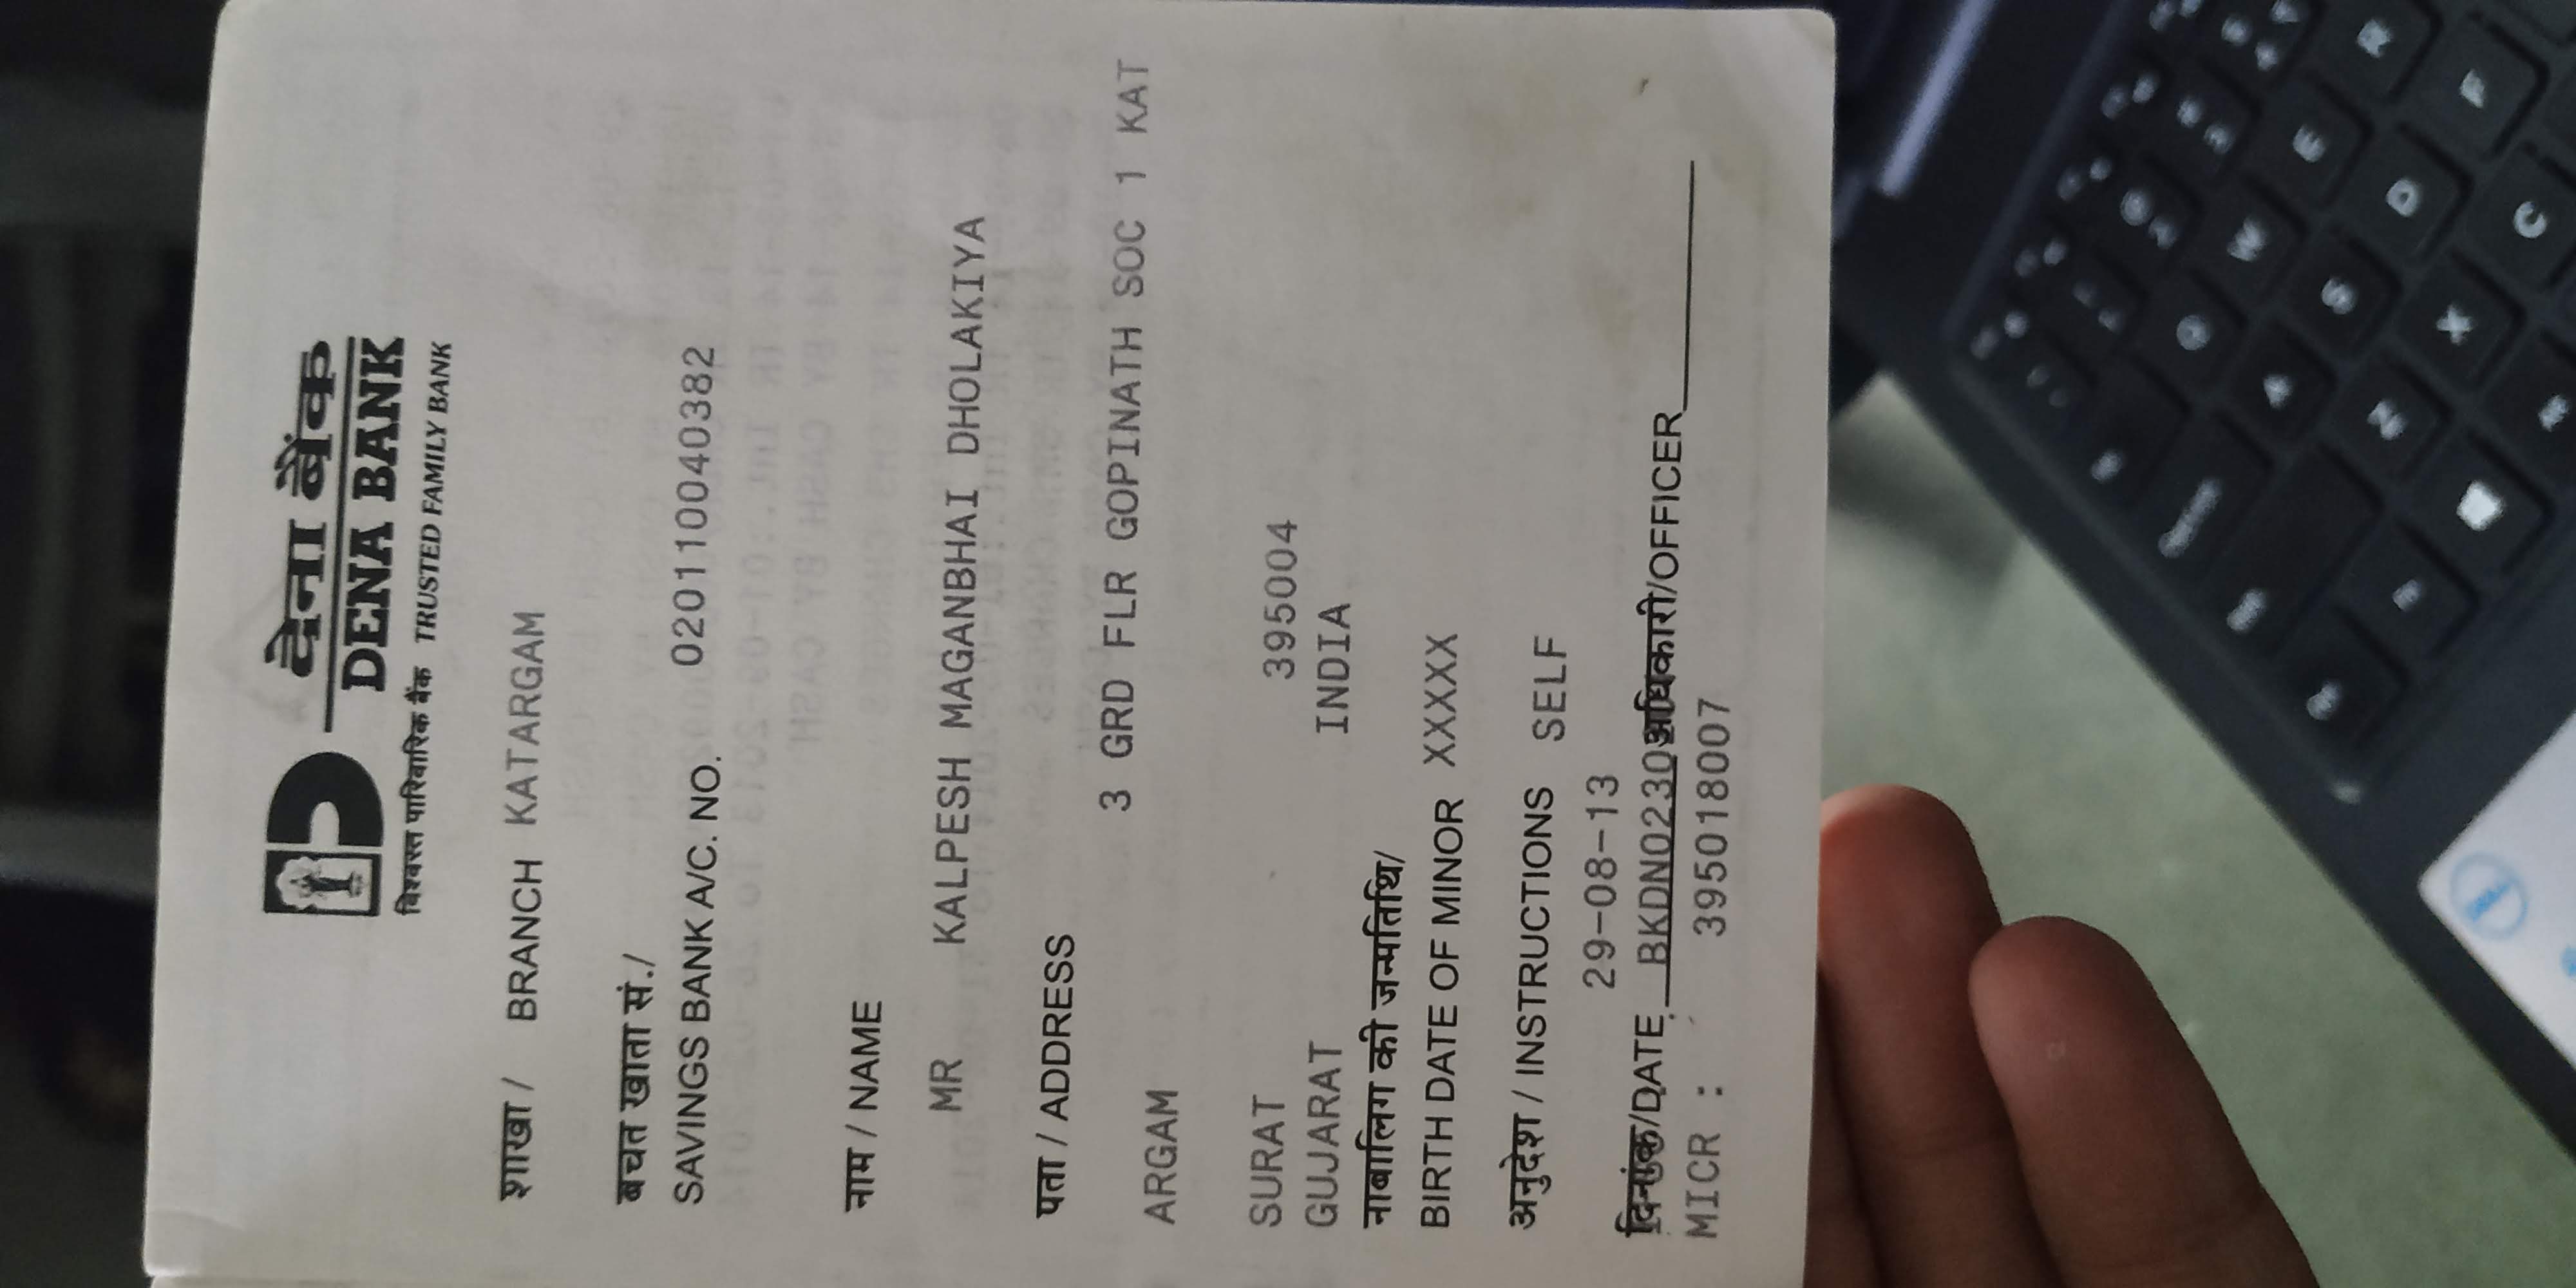 देना बैंक
DENA BANK
विश्वस्त पारिवारिक बैंक TRUSTED FAMILY BANK
शाखा / BRANCH KATARGAM
बचत खाता सं./
SAVINGS BANK A/C. NO. 020110040382
नाम / NAME
MR KALPESH MAGANBHAI DHOLAKIYA
पता / ADDRESS
3 GRD FLR GOPINATH SOC 1 KAT
ARGAM
SURAT 395004
GUJARAT INDIA
नाबालिग की जन्मतिथि/
BIRTH DATE OF MINOR XXXXX
अनुदेश / INSTRUCTIONS SELF
29-08-13
दिनांक/DATE अधिकारी/OFFICER
MICR : 395018007
W
E
R
A
S
D
F
Z
X
C